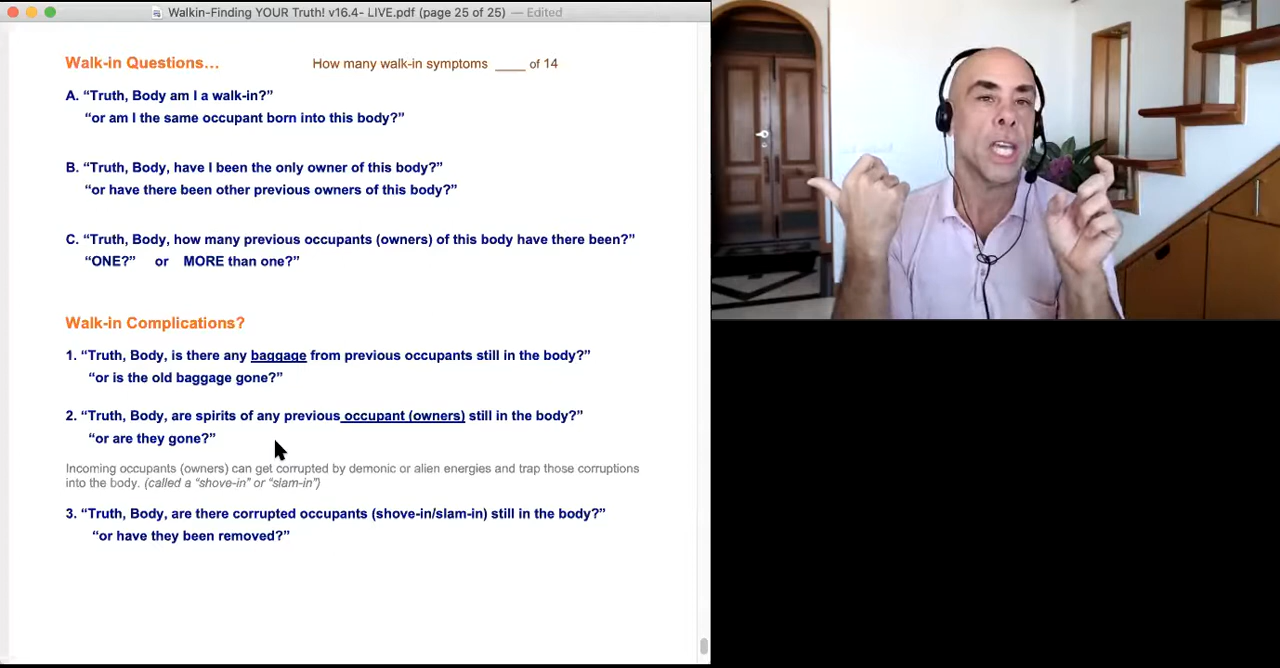 Walkin-Finding YOUR Truth! v16.4- LIVE.pdf (page 25 of 25) — Edited
Walk-in Questions… How many walk-in symptoms ____ of 14
A. “Truth, Body am I a walk-in?”
“or am I the same occupant born into this body?”
B. “Truth, Body, have I been the only owner of this body?”
“or have there been other previous owners of this body?”
C. “Truth, Body, how many previous occupants (owners) of this body have there been?”
“ONE?” or MORE than one?”
Walk-in Complications?
1. “Truth, Body, is there any baggage from previous occupants still in the body?”
“or is the old baggage gone?”
2. “Truth, Body, are spirits of any previous occupant (owners) still in the body?”
“or are they gone?”
Incoming occupants (owners) can get corrupted by demonic or alien energies and trap those corruptions
into the body. (called a “shove-in” or “slam-in”)
3. “Truth, Body, are there corrupted occupants (shove-in/slam-in) still in the body?”
“or have they been removed?”